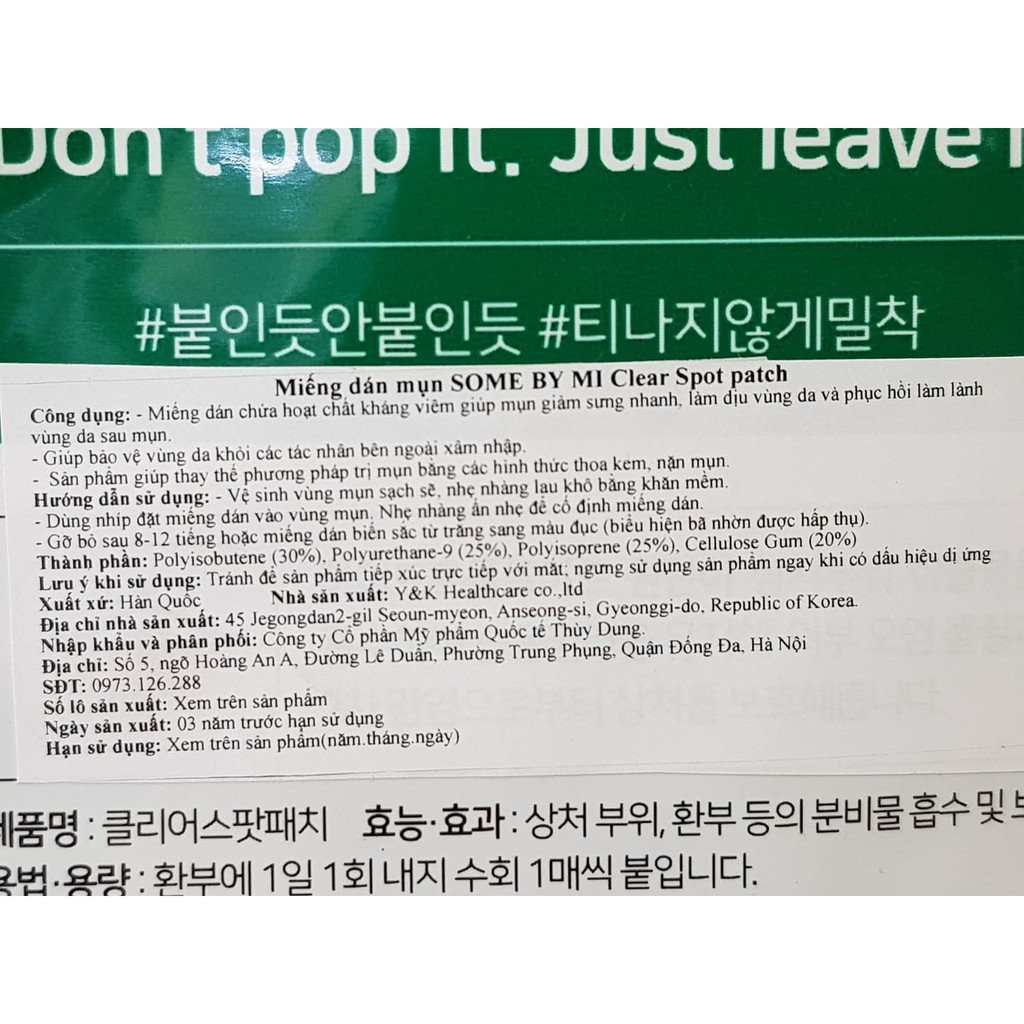 Don't pop it. Just leave
#붙인듯안붙인듯 #티나지않게밀착
Miếng dán mụn SOME BY MI Clear Spot patch
Công dụng: - Miếng dán chứa hoạt chất kháng viêm giúp mụn giảm sưng nhanh, làm dịu vùng da và phục hồi làm lành
vùng da sau mụn.
- Giúp bảo vệ vùng da khỏi các tác nhân bên ngoài xâm nhập.
- Sản phẩm giúp thay thế phương pháp trị mụn bằng các hình thức thoa kem, nặn mụn.
Hướng dẫn sử dụng: - Vệ sinh vùng mụn sạch sẽ, nhẹ nhàng lau khô bằng khăn mềm.
- Dùng nhíp đặt miếng dán vào vùng mụn. Nhẹ nhàng ấn nhẹ để cố định miếng dán.
- Gỡ bỏ sau 8-12 tiếng hoặc miếng dán biến sắc từ trắng sang màu đục (biểu hiện bã nhờn được hấp thụ).
Thành phần: Polyisobutene (30%), Polyurethane-9 (25%), Polyisoprene (25%), Cellulose Gum (20%)
Lưu ý khi sử dụng: Tránh để sản phẩm tiếp xúc trực tiếp với mắt; ngưng sử dụng sản phẩm ngay khi có dấu hiệu dị ứng
Xuất xứ: Hàn Quốc Nhà sản xuất: Y&K Healthcare co.,ltd
Địa chỉ nhà sản xuất: 45 Jegongdan2-gil Seoun-myeon, Anseong-si, Gyeonggi-do, Republic of Korea.
Nhập khẩu và phân phối: Công ty Cổ phần Mỹ phẩm Quốc tế Thùy Dung.
Địa chỉ: Số 5, ngõ Hoàng An A, Đường Lê Duẩn, Phường Trung Phụng, Quận Đống Đa, Hà Nội
SĐT: 0973.126.288
Số lô sản xuất: Xem trên sản phẩm
Ngày sản xuất: 03 năm trước hạn sử dụng
Hạn sử dụng: Xem trên sản phẩm(năm.tháng.ngày)
제품명 : 클리어스팟패치 효능·효과 : 상처 부위, 환부 등의 분비물 흡수 및
용법·용량 : 환부에 1일 1회 내지 수회 1매씩 붙입니다.